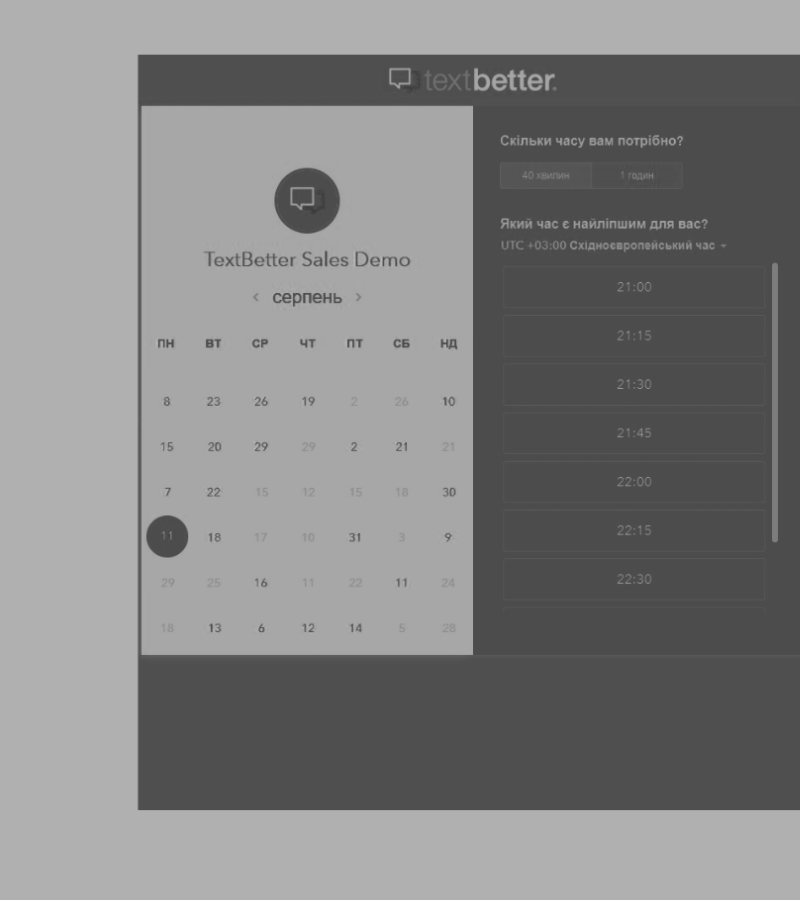 textbetter.
TextBetter Sales Demo
‹ серпень ›
ПН ВТ СР ЧТ ПТ СБ НД
8 23 26 19 2 26 10
15 20 29 29 2 21 21
7 22 15 12 15 18 30
11 18 17 10 31 3 9
29 25 16 11 22 11 24
18 13 6 12 14 5 28
Скільки часу вам потрібно?
40 хвилин 1 годин
Який час є найліпшим для вас?
UTC +03:00 Східноєвропейський час
21:00
21:15
21:30
21:45
22:00
22:15
22:30